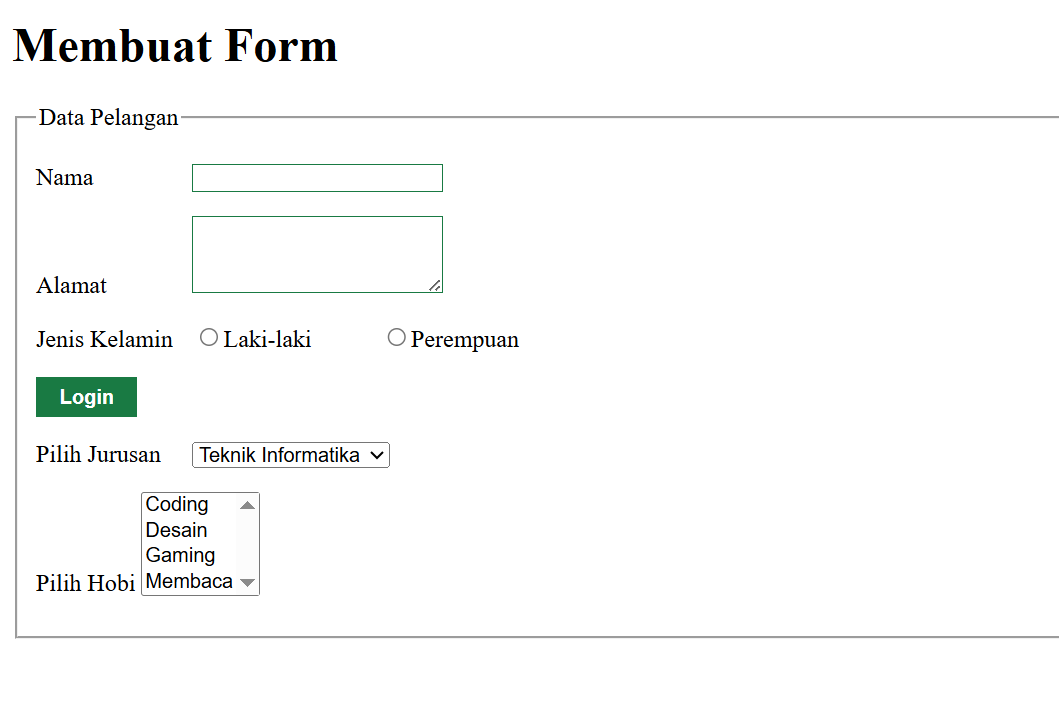 Membuat Form
Data Pelangan
Nama
Alamat
Jenis Kelamin Laki-laki Perempuan
Login
Pilih Jurusan Teknik Informatika
Coding
Desain
Gaming
Pilih Hobi Membaca